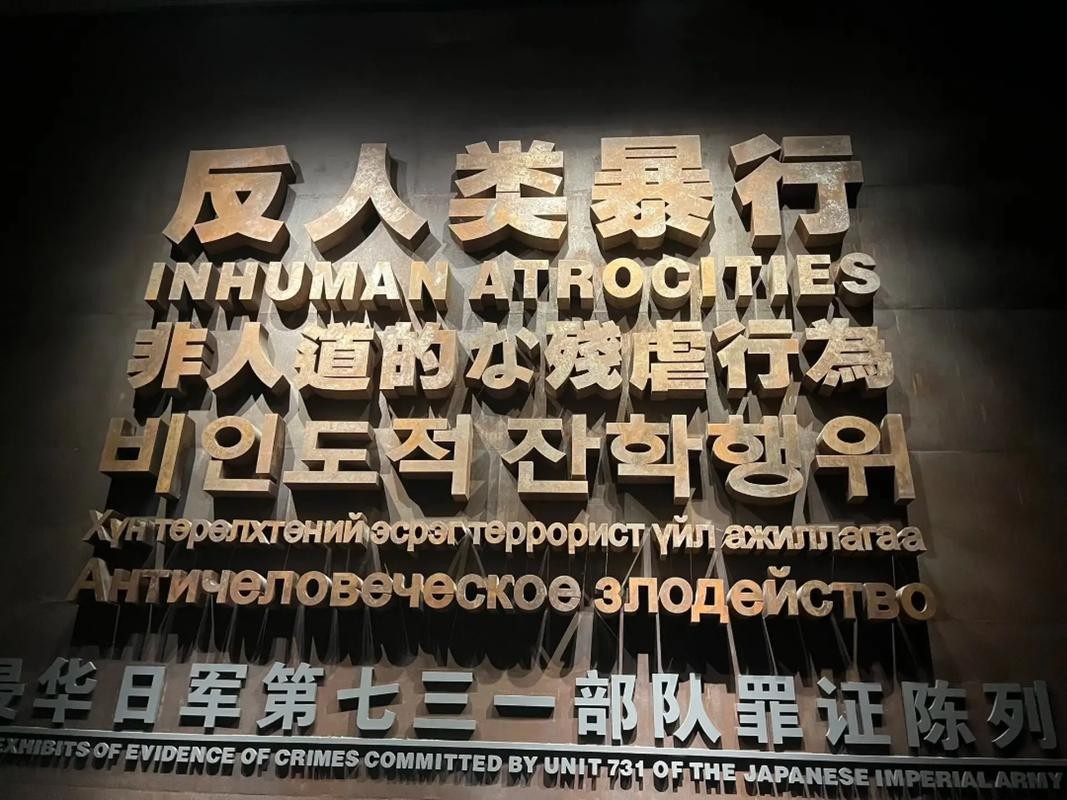 反人类暴行
INHUMAN ATROCITIES
非人道的な残虐行為
비인도적 잔학행위
Хүн төрөлхтөний эсрэг террорист үйл ажиллагаа
Античеловеческое злодейство
侵华日军第七三一部队罪证陈列
EXHIBITS OF EVIDENCE OF CRIMES COMMITTED BY UNIT 731 OF THE JAPANESE IMPERIAL ARMY